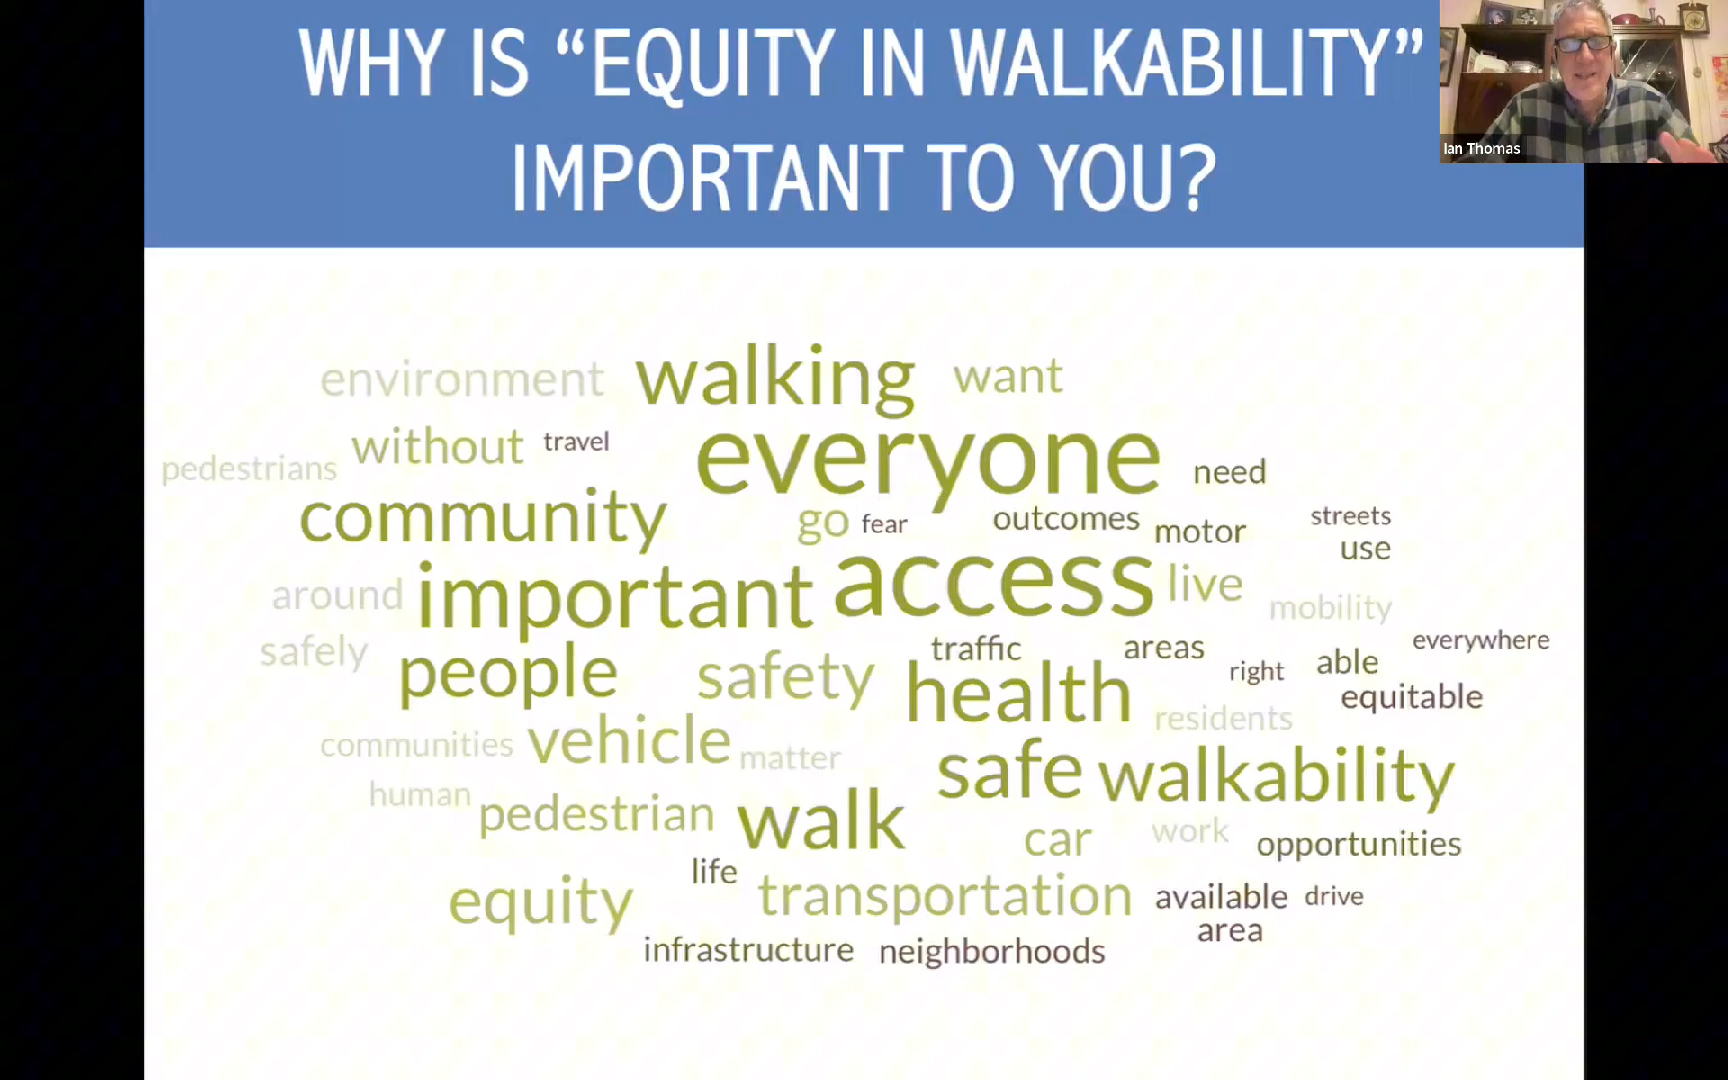 WHY IS “EQUITY IN WALKABILITY”
IMPORTANT TO YOU?
Ian Thomas
environment walking want
without travel everyone need
pedestrians
community go fear outcomes motor streets
use
around important access live mobility
safely people safety traffic areas right able everywhere
health equitable
communities vehicle matter residents
human pedestrian walk safe walkability
car work opportunities
life
equity transportation available drive
area
infrastructure neighborhoods